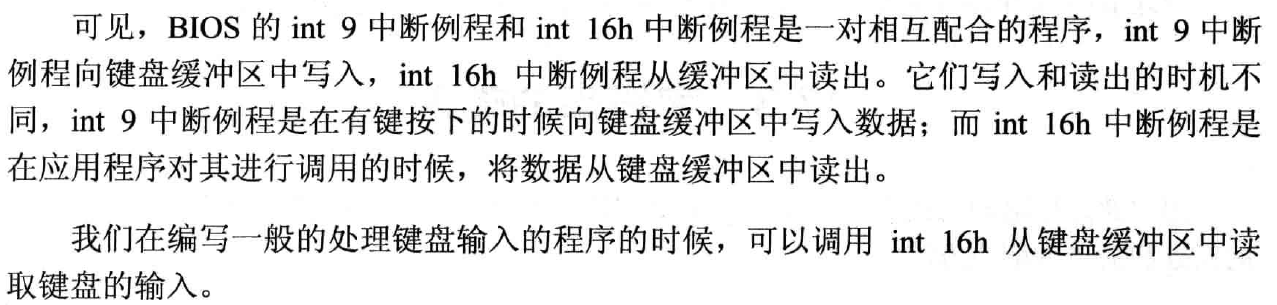 可见，BIOS 的 int 9 中断例程和 int 16h 中断例程是一对相互配合的程序，int 9 中断
例程向键盘缓冲区中写入，int 16h 中断例程从缓冲区中读出。它们写入和读出的时机不
同，int 9 中断例程是在有键按下的时候向键盘缓冲区中写入数据；而 int 16h 中断例程是
在应用程序对其进行调用的时候，将数据从键盘缓冲区中读出。
我们在编写一般的处理键盘输入的程序的时候，可以调用 int 16h 从键盘缓冲区中读
取键盘的输入。